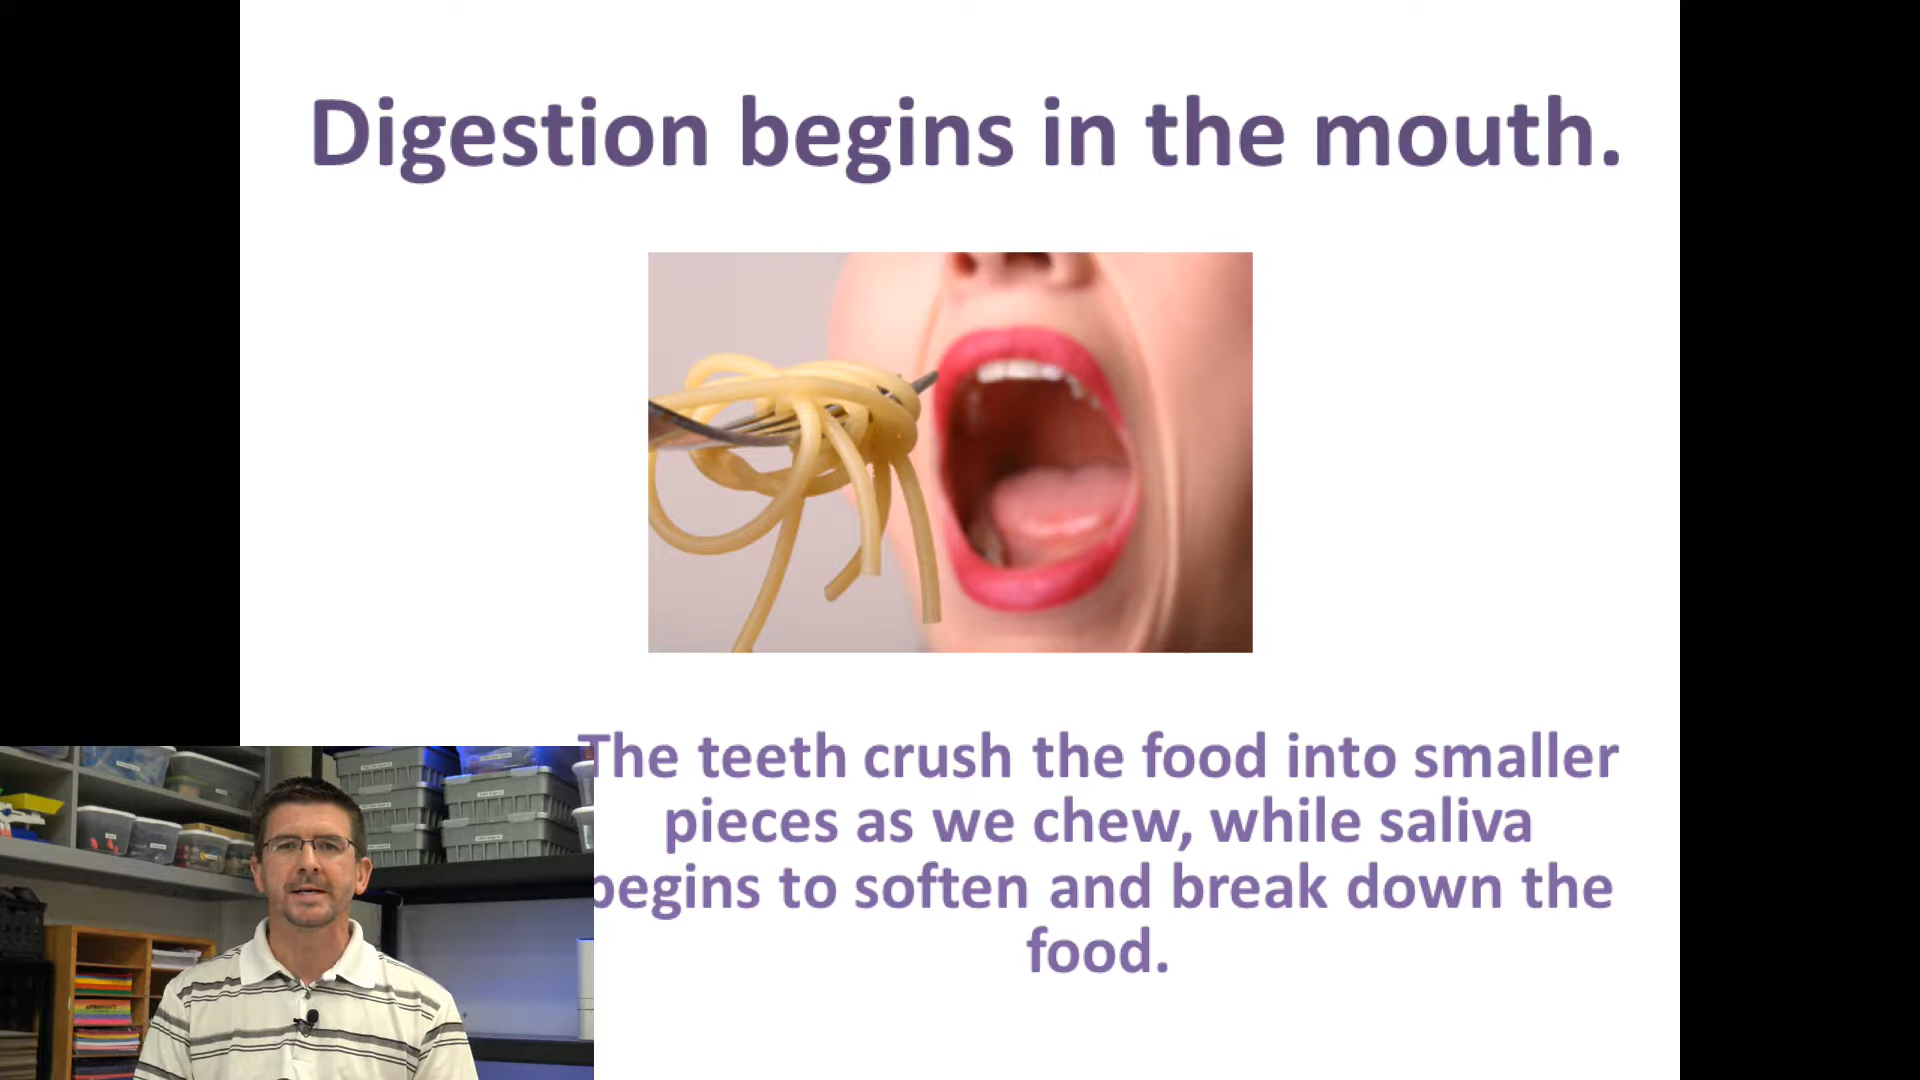 Digestion begins in the mouth.
The teeth crush the food into smaller
pieces as we chew, while saliva
begins to soften and break down the
food.